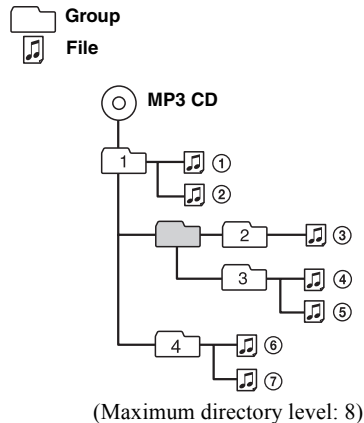 Group
File
MP3 CD
1 ①
②
2 ③
3 ④
⑤
4 ⑥
⑦
(Maximum directory level: 8)